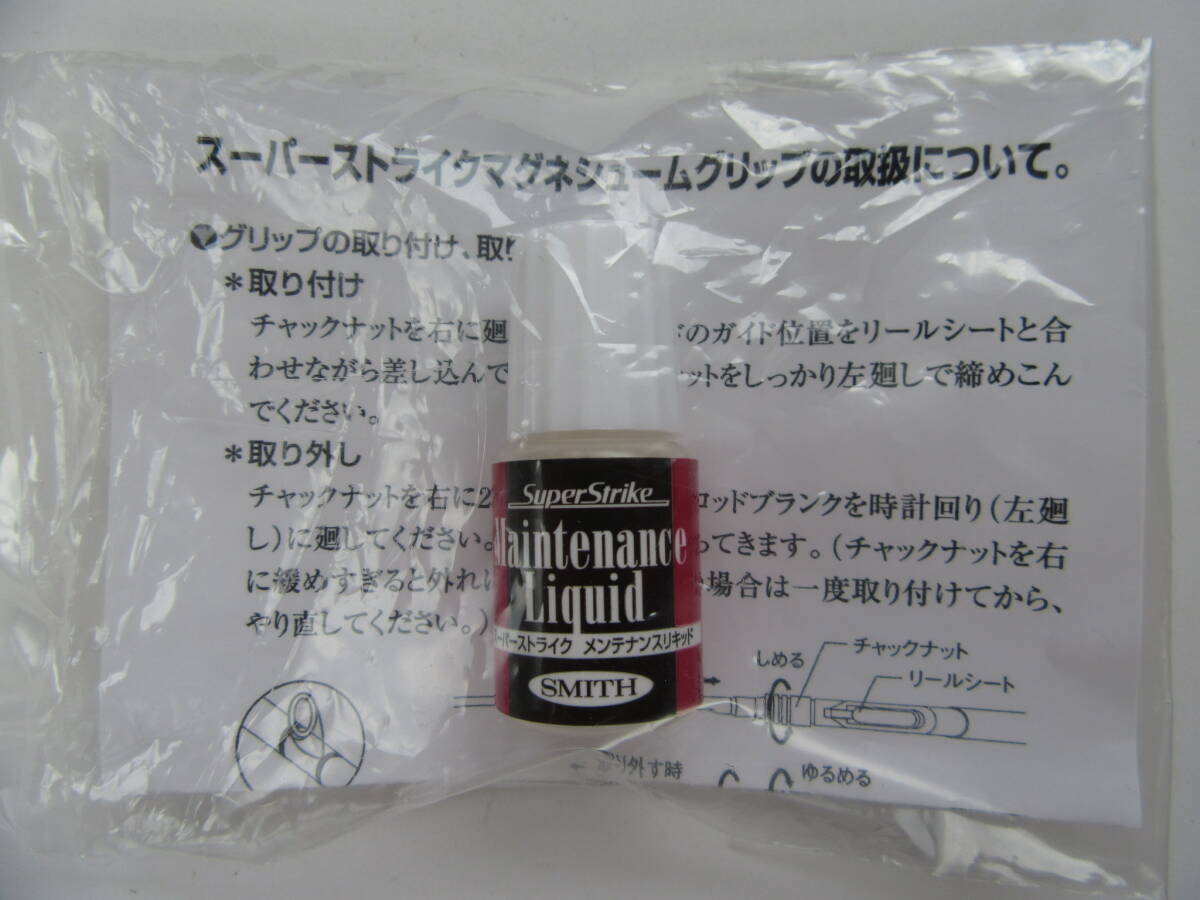 スーパーストライクマグネシュームグリップの取扱について。
グリップの取り付け、取
*取り付け
チャックナットを右に廻 のガイド位置をリールシートと合
わせながら差し込んで ットをしっかり左廻しで締めこん
でください。
*取り外し
チャックナットを右に2 ロッドブランクを時計回り(左廻
し)に廻してください。 ってきます。(チャックナットを右
に緩めすぎると外れ 場合は一度取り付けてから、
やり直してください。)
SuperStrike
Maintenance
Liquid
ーパーストライク メンテナンスリキッド
SMITH
しめる
チャックナット
リールシート
← 取り外す時
ゆるめる